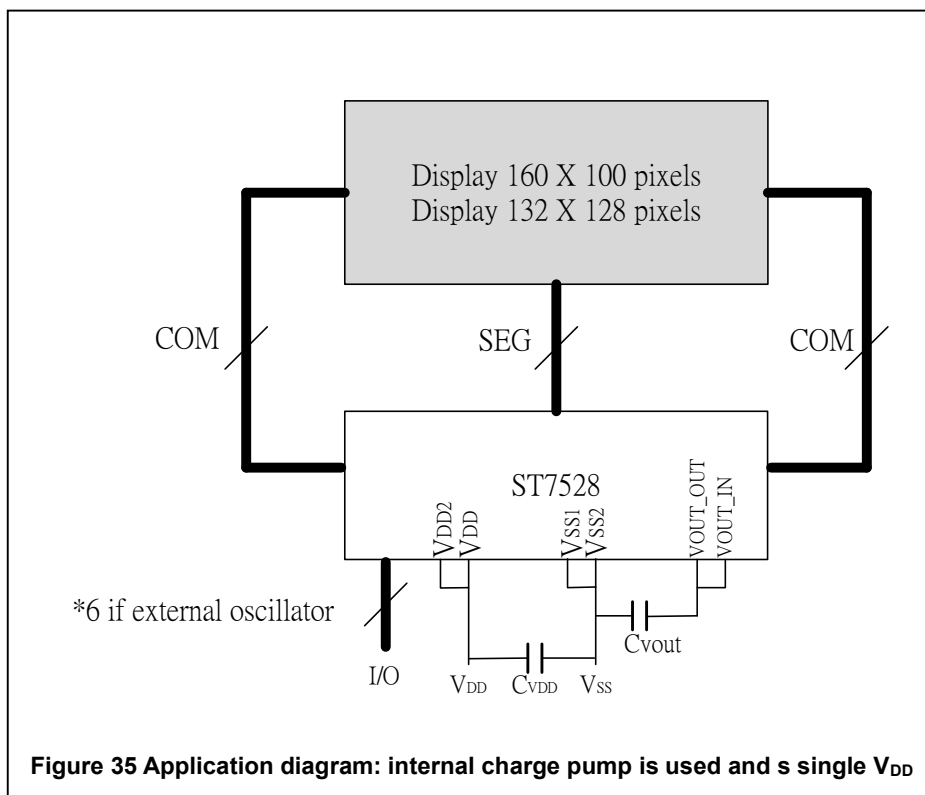 Display 160 X 100 pixels
Display 132 X 128 pixels
COM
SEG
COM
ST7528
VDD2
VDD
VSS1
VSS2
VOUT_OUT
VOUT_IN
*6 if external oscillator
I/O
VDD
CVDD
VSS
Cvout
Figure 35 Application diagram: internal charge pump is used and s single VDD